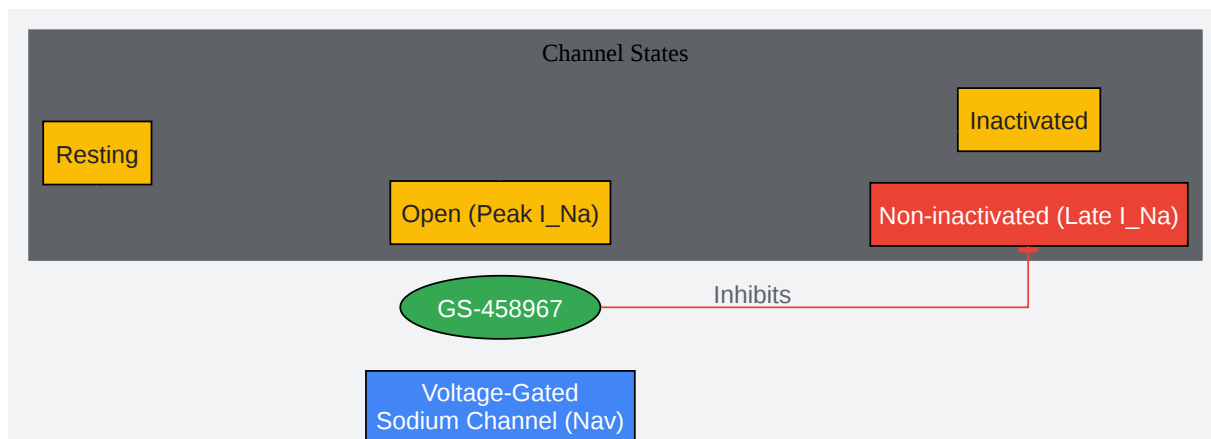 Channel States
Inactivated
Resting
Open (Peak I_Na)
Non-inactivated (Late I_Na)
GS-458967
Inhibits
Voltage-Gated
Sodium Channel (Nav)